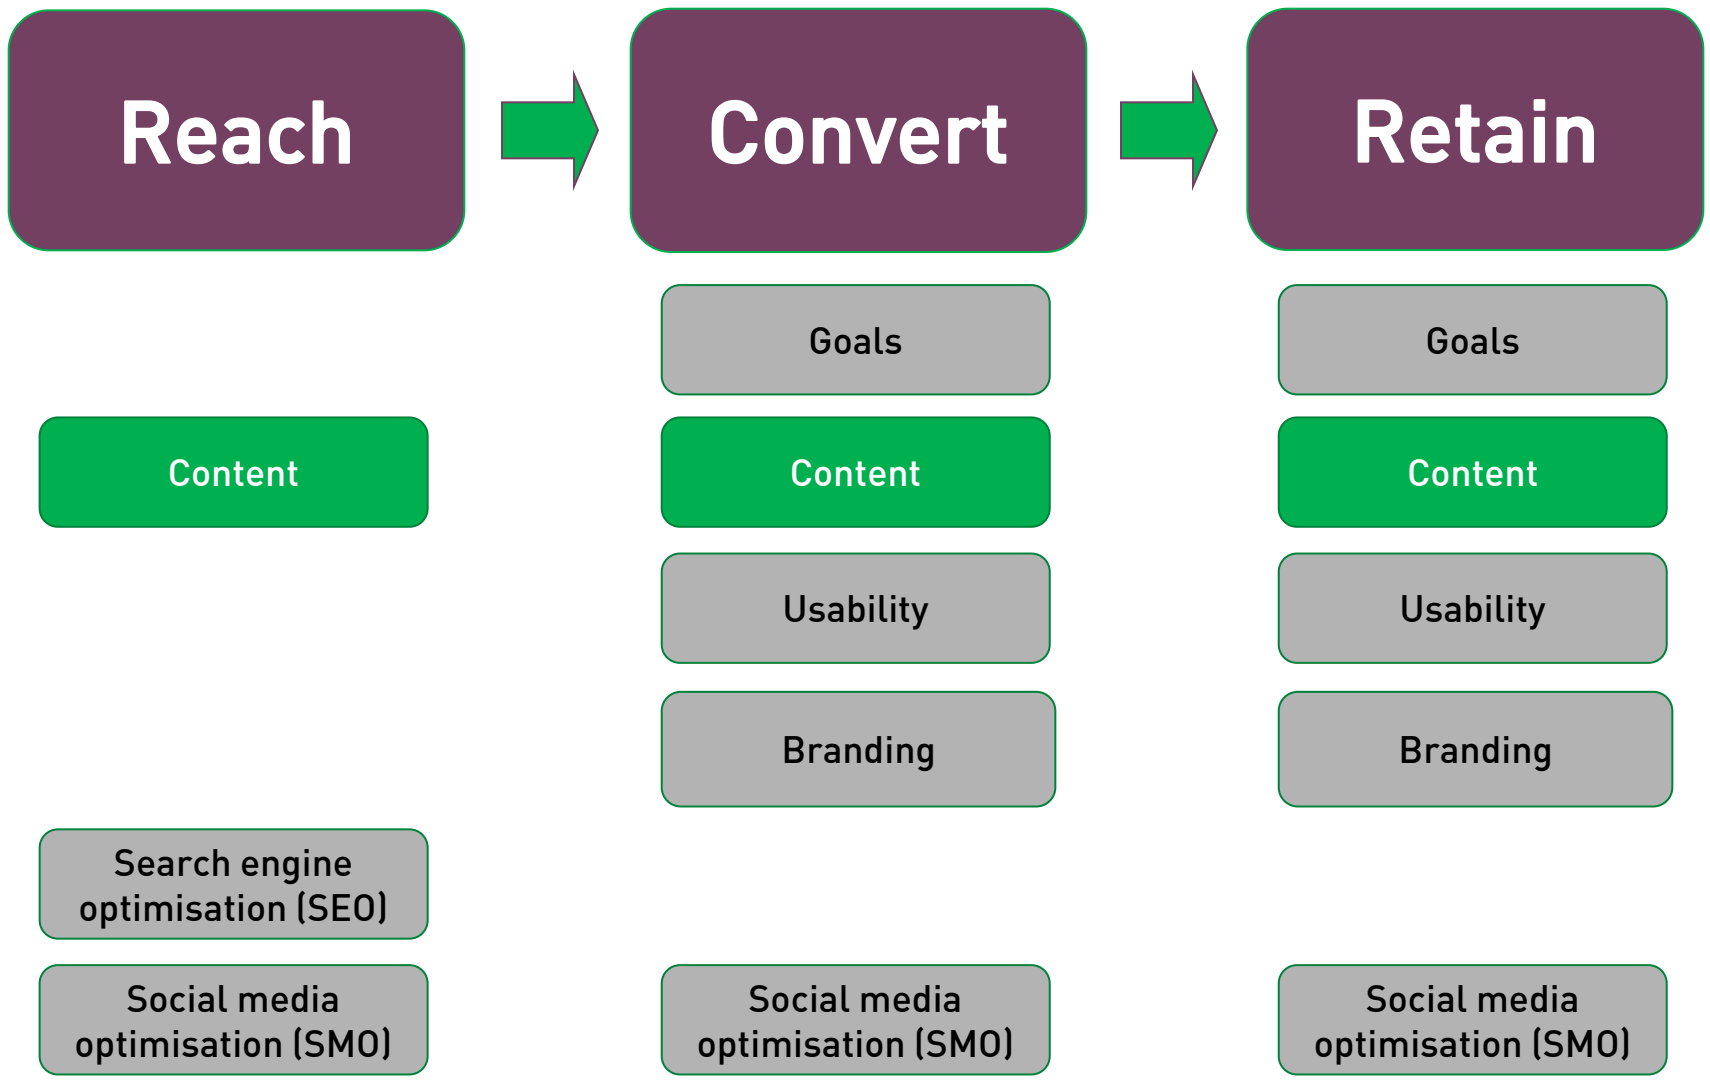 Reach
Convert
Retain
Goals
Goals
Content
Content
Content
Usability
Usability
Branding
Branding
Search engine
optimisation (SEO)
Social media
optimisation (SMO)
Social media
optimisation (SMO)
Social media
optimisation (SMO)